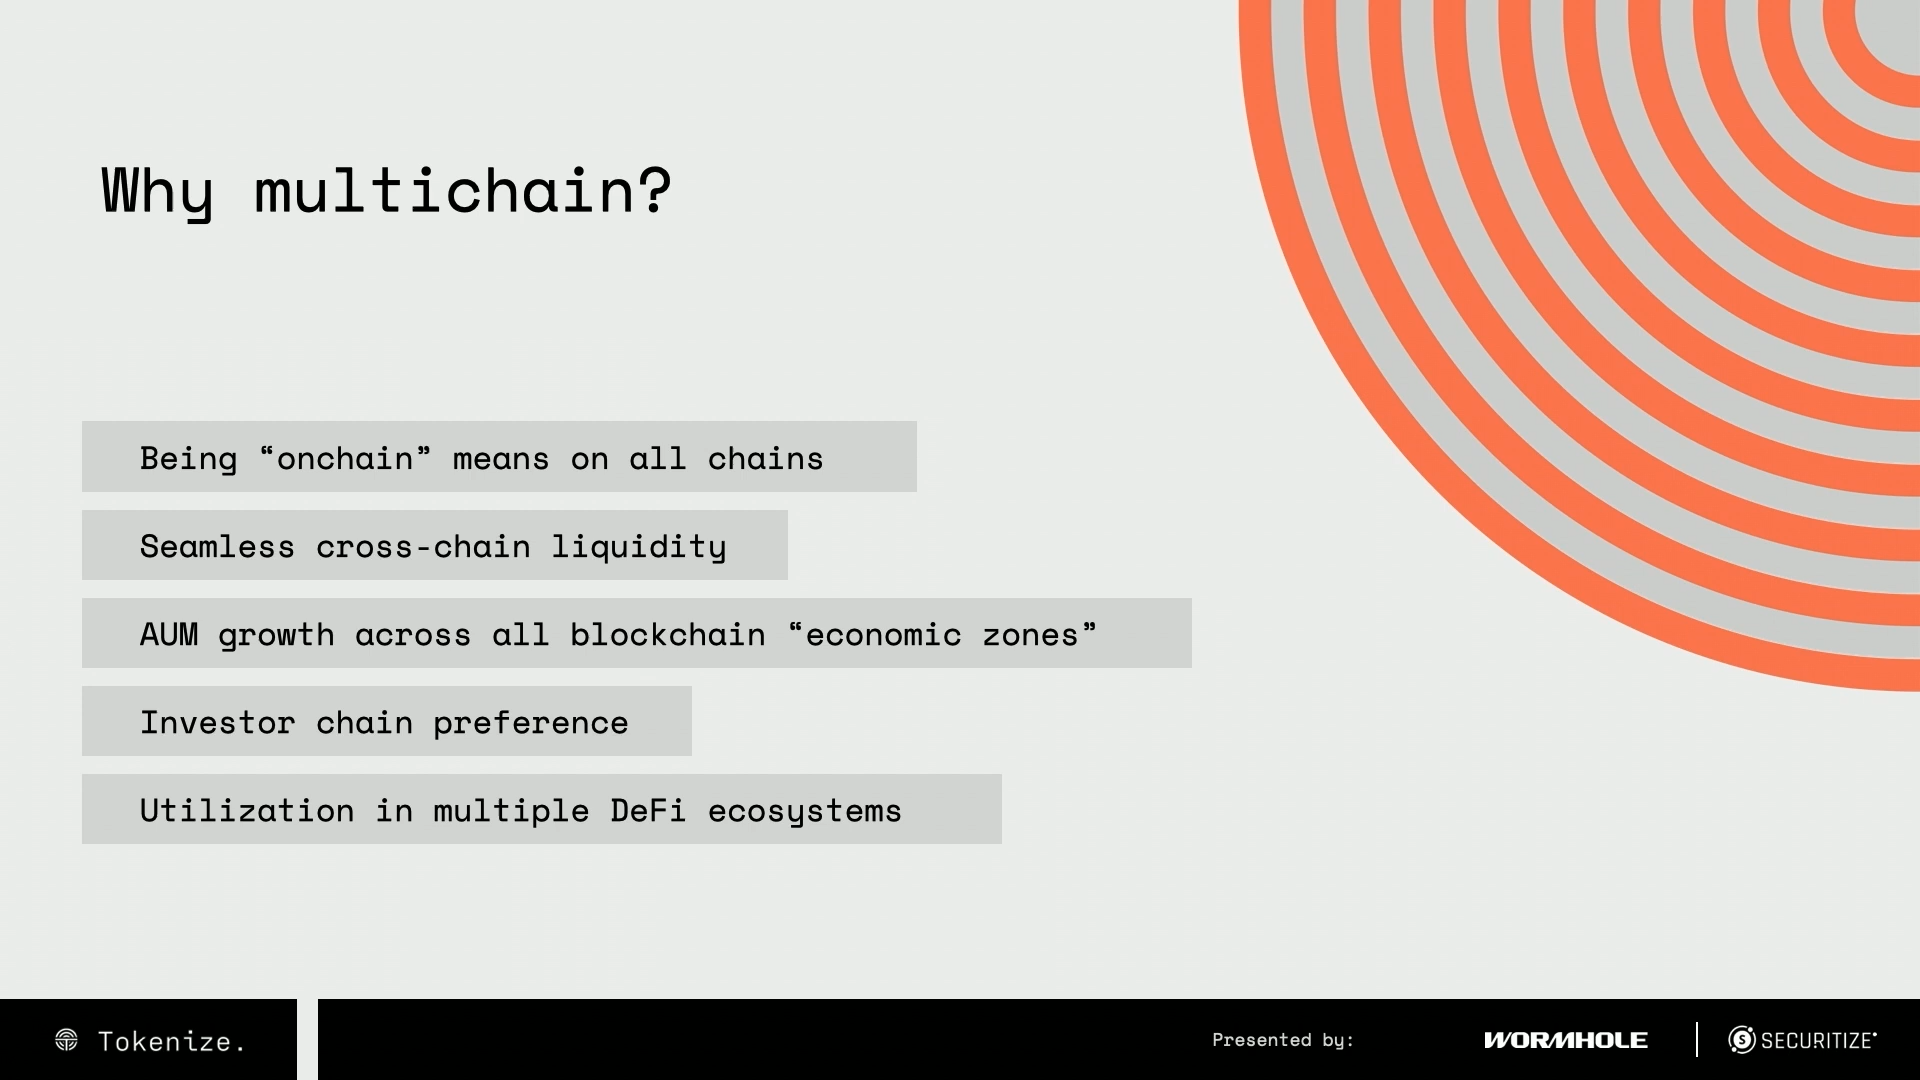 Why multichain?
Being “onchain” means on all chains
Seamless cross-chain liquidity
AUM growth across all blockchain “economic zones”
Investor chain preference
Utilization in multiple DeFi ecosystems
Tokenize.
Presented by:
WORMHOLE
S SECURITIZE